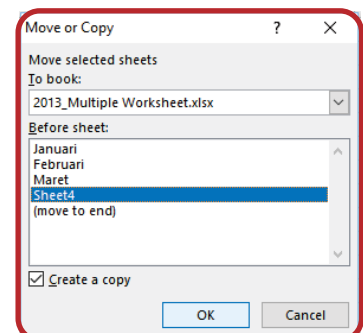 Move or Copy
Move selected sheets
To book:
2013_Multiple Worksheet.xlsx
Before sheet:
Januari
Februari
Maret
Sheet4
(move to end)
Create a copy
OK
Cancel